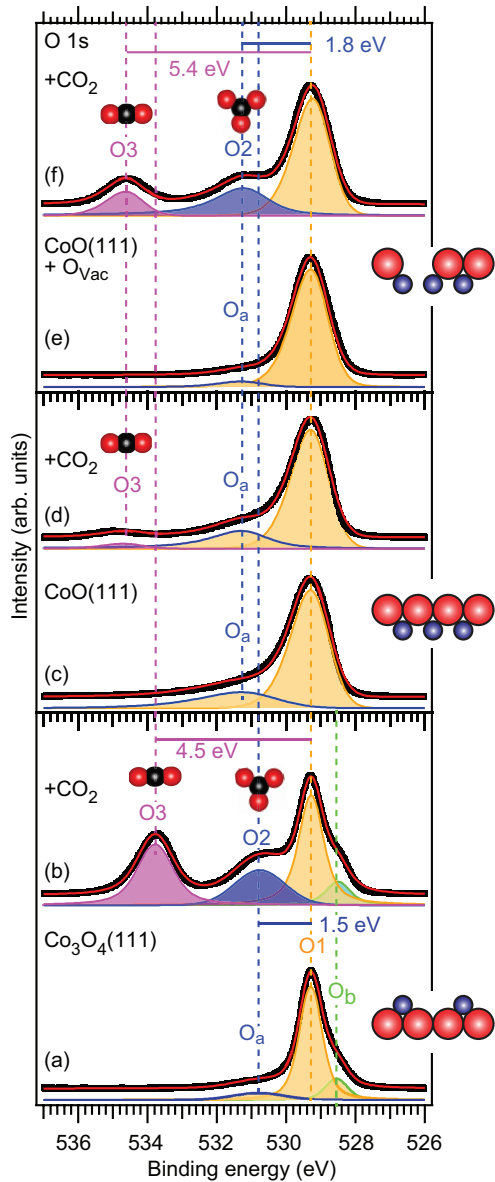 O 1s
1.8 eV
5.4 eV
+CO2
O3
O2
(f)
CoO(111)
+ OVac
Oa
(e)
+CO2
O3
Oa
(d)
CoO(111)
Oa
(c)
4.5 eV
+CO2
O3
O2
(b)
1.5 eV
Co3O4(111)
O1
Ob
Oa
(a)
536
534
532
530
528
526
Binding energy (eV)
Intensity (arb. units)